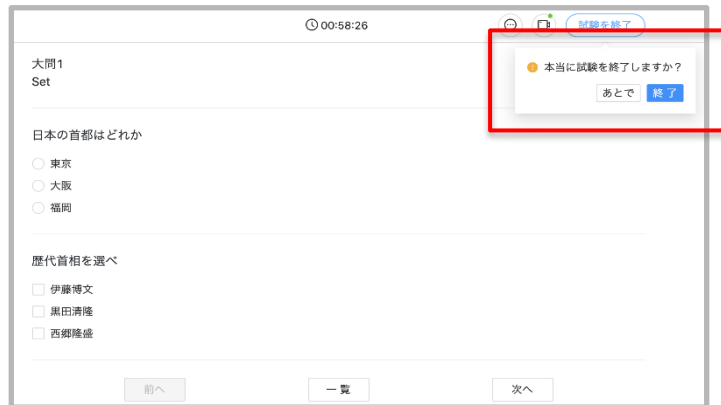 00:58:26
試験を終了
本当に試験を終了しますか？
あとで
終了
大問1
Set
日本の首都はどれか
東京
大阪
福岡
歴代首相を選べ
伊藤博文
黒田清隆
西郷隆盛
前へ
一覧
次へ